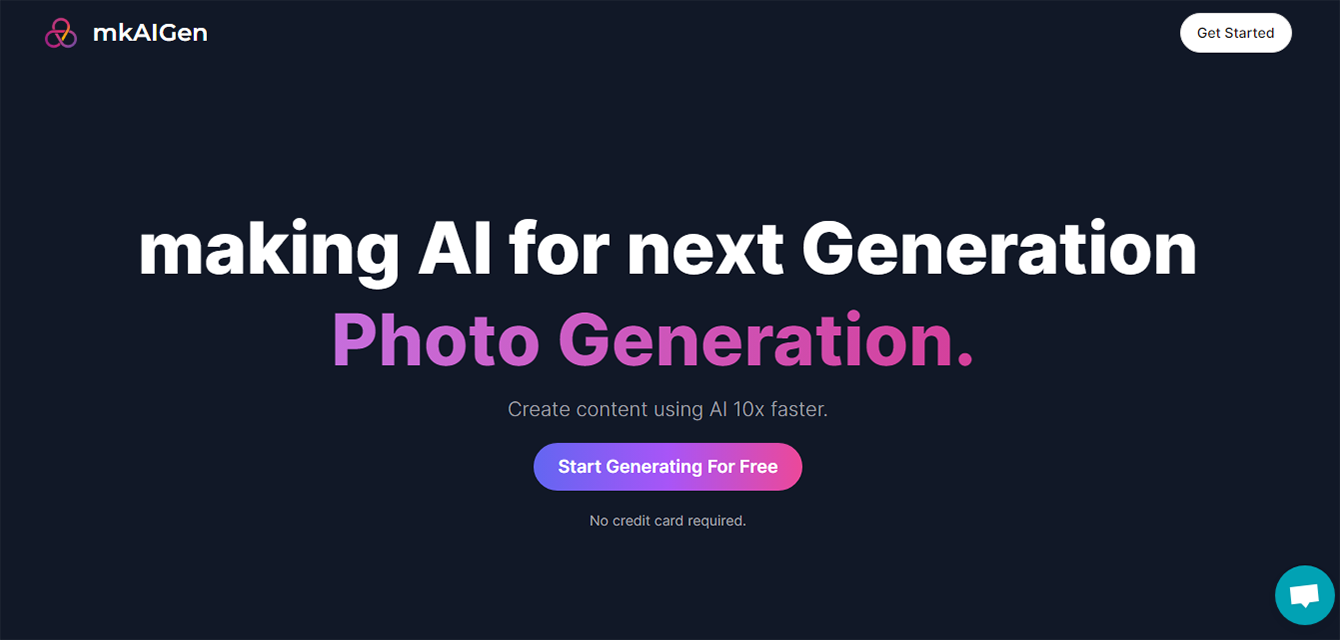 mkAIGen
Get Started
making AI for next Generation
Photo Generation.
Create content using AI 10x faster.
Start Generating For Free
No credit card required.